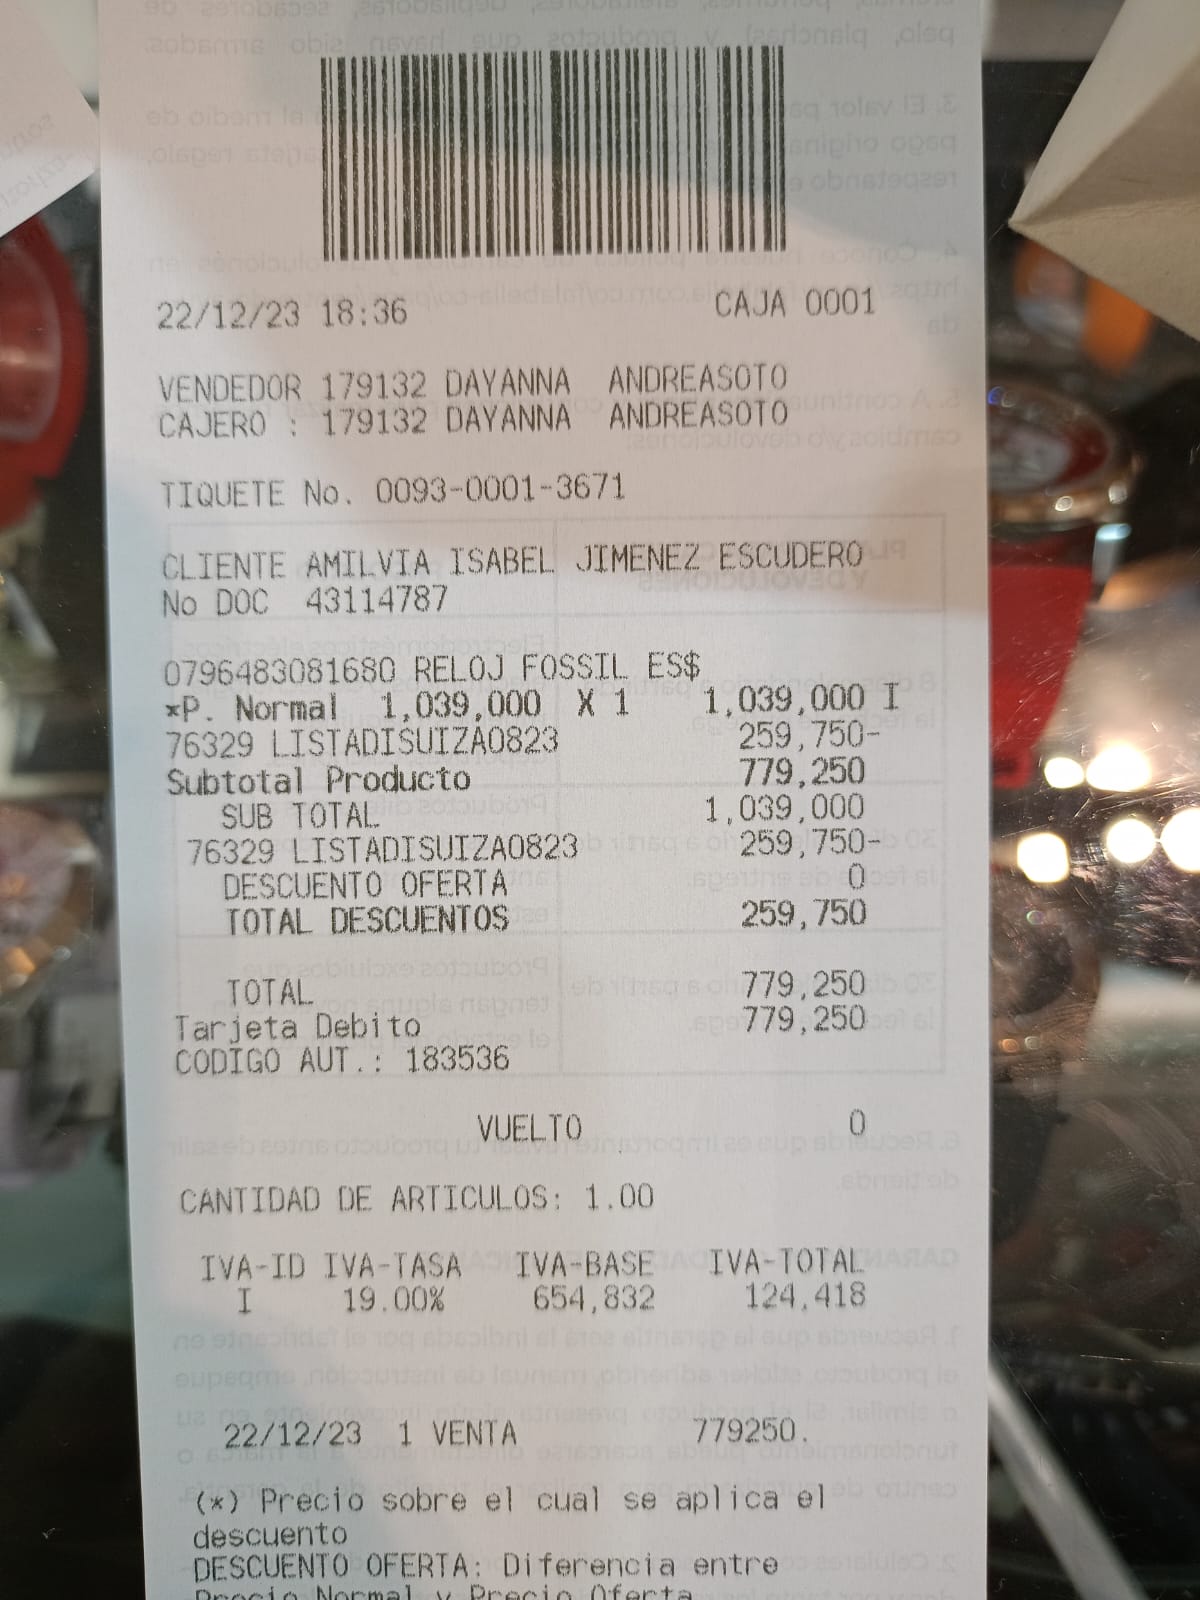 22/12/23 18:36 CAJA 0001
VENDEDOR 179132 DAYANNA ANDREASOTO
CAJERO : 179132 DAYANNA ANDREASOTO
TIQUETE No. 0093-0001-3671
CLIENTE AMILVIA ISABEL JIMENEZ ESCUDERO
No DOC 43114787
0796483081680 RELOJ FOSSIL ES$
*P. Normal 1,039,000 X 1 1,039,000 I
76329 LISTADISUIZA0823 259,750-
Subtotal Producto 779,250
SUB TOTAL 1,039,000
76329 LISTADISUIZA0823 259,750-
DESCUENTO OFERTA 0
TOTAL DESCUENTOS 259,750
TOTAL 779,250
Tarjeta Debito 779,250
CODIGO AUT.: 183536
VUELTO 0
CANTIDAD DE ARTICULOS: 1.00
IVA-ID IVA-TASA IVA-BASE IVA-TOTAL
I 19.00% 654,832 124,418
22/12/23 1 VENTA 779250.
(*) Precio sobre el cual se aplica el
descuento
DESCUENTO OFERTA: Diferencia entre
Precio Normal y Precio Oferta